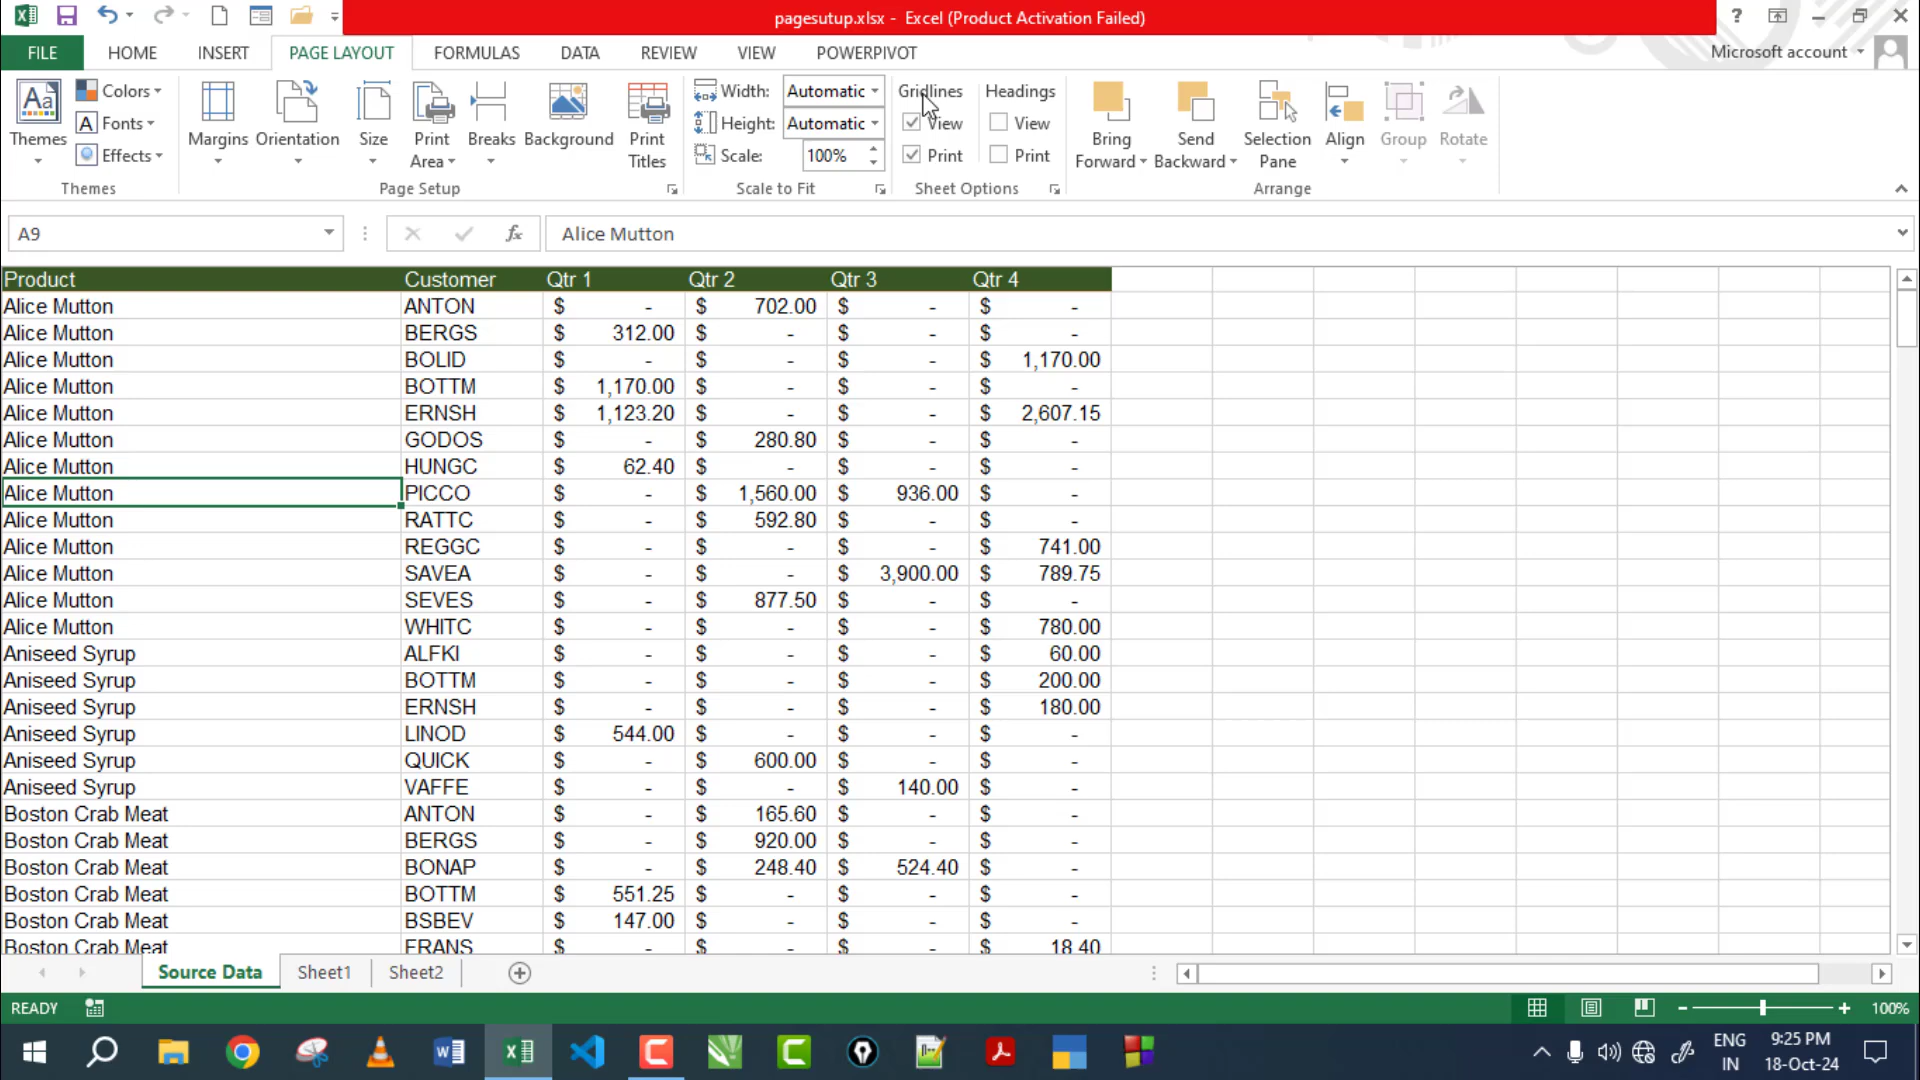 pagesutup.xlsx - Excel (Product Activation Failed)
?
FILE HOME INSERT PAGE LAYOUT FORMULAS DATA REVIEW VIEW POWERPIVOT Microsoft account
Themes
Colors
Fonts
Effects
Themes
Margins
Orientation
Size
Print Area
Breaks
Background
Print Titles
Page Setup
Width: Automatic
Height: Automatic
Scale: 100%
Scale to Fit
Gridlines
View
Print
Headings
View
Print
Sheet Options
Bring Forward
Send Backward
Selection Pane
Align
Group
Rotate
Arrange
A9 fx Alice Mutton
Product Customer Qtr 1 Qtr 2 Qtr 3 Qtr 4
Alice Mutton ANTON $ - $ 702.00 $ - $ -
Alice Mutton BERGS $ 312.00 $ - $ - $ -
Alice Mutton BOLID $ - $ - $ - $ 1,170.00
Alice Mutton BOTTM $ 1,170.00 $ - $ - $ -
Alice Mutton ERNSH $ 1,123.20 $ - $ - $ 2,607.15
Alice Mutton GODOS $ - $ 280.80 $ - $ -
Alice Mutton HUNGC $ 62.40 $ - $ - $ -
Alice Mutton PICCO $ - $ 1,560.00 $ 936.00 $ -
Alice Mutton RATTC $ - $ 592.80 $ - $ -
Alice Mutton REGGC $ - $ - $ - $ 741.00
Alice Mutton SAVEA $ - $ - $ 3,900.00 $ 789.75
Alice Mutton SEVES $ - $ 877.50 $ - $ -
Alice Mutton WHITC $ - $ - $ - $ 780.00
Aniseed Syrup ALFKI $ - $ - $ - $ 60.00
Aniseed Syrup BOTTM $ - $ - $ - $ 200.00
Aniseed Syrup ERNSH $ - $ - $ - $ 180.00
Aniseed Syrup LINOD $ 544.00 $ - $ - $ -
Aniseed Syrup QUICK $ - $ 600.00 $ - $ -
Aniseed Syrup VAFFE $ - $ - $ 140.00 $ -
Boston Crab Meat ANTON $ - $ 165.60 $ - $ -
Boston Crab Meat BERGS $ - $ 920.00 $ - $ -
Boston Crab Meat BONAP $ - $ 248.40 $ 524.40 $ -
Boston Crab Meat BOTTM $ 551.25 $ - $ - $ -
Boston Crab Meat BSBEV $ 147.00 $ - $ - $ -
Boston Crab Meat FRANS $ - $ - $ - $ 18.40
Source Data Sheet1 Sheet2
READY 100%
ENG 9:25 PM
IN 18-Oct-24